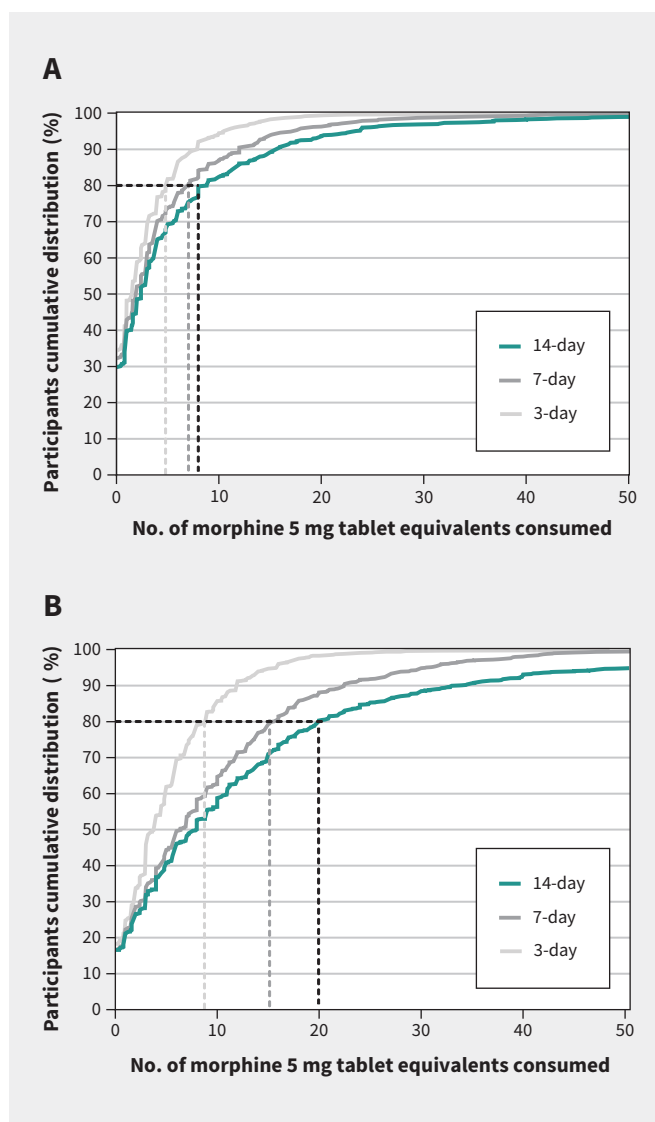 A
Participants cumulative distribution (%)
100
90
80
70
60
50
40
30
20
10
0
0 10 20 30 40 50
No. of morphine 5 mg tablet equivalents consumed
14-day
7-day
3-day
B
Participants cumulative distribution ( %)
100
90
80
70
60
50
40
30
20
10
0
0 10 20 30 40 50
No. of morphine 5 mg tablet equivalents consumed
14-day
7-day
3-day